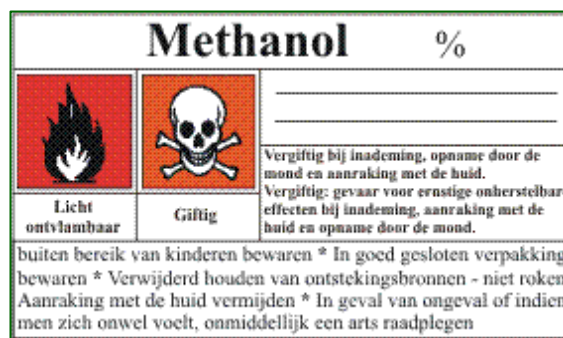 Methanol %
Licht
ontvlambaar
Giftig
Vergiftig bij inademing, opname door de
mond en aanraking met de huid.
Vergiftig: gevaar voor ernstige onherstelbare
effecten bij inademing, aanraking met de
huid en opname door de mond.
buiten bereik van kinderen bewaren * In goed gesloten verpakking
bewaren * Verwijderd houden van ontstekingsbronnen - niet roken
Aanraking met de huid vermijden * In geval van ongeval of indien
men zich onwel voelt, onmiddellijk een arts raadplegen